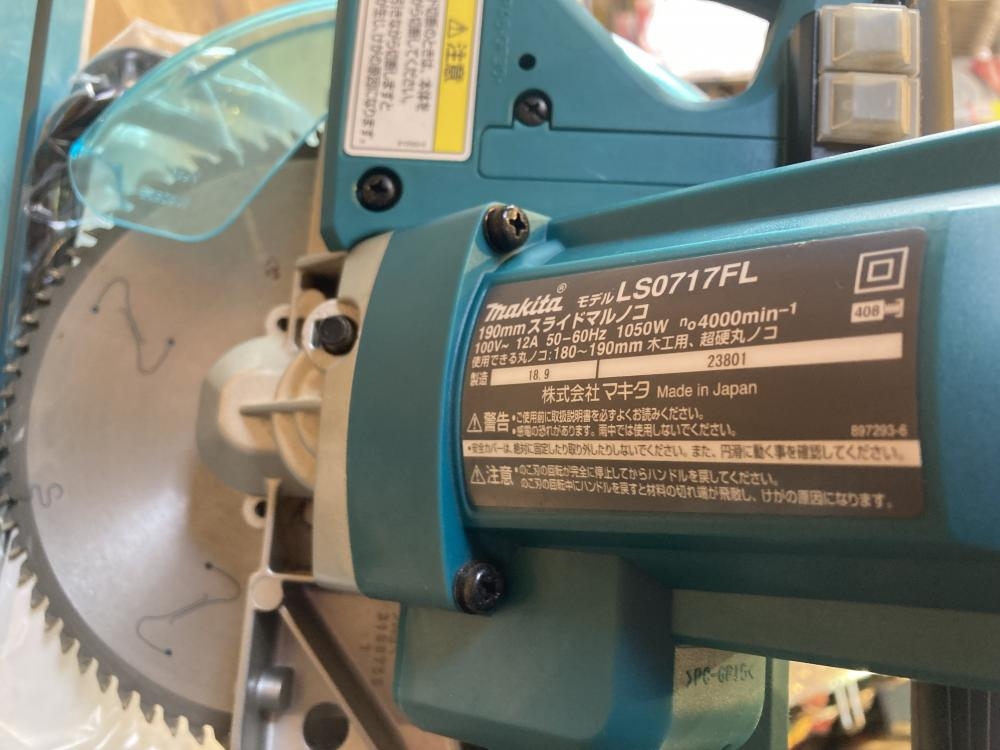 ⚠注意
makita® モデル LS0717FL
190mm スライドマルノコ
100V~ 12A 50-60Hz 1050W n₀4000min⁻¹
使用できる丸ノコ:180~190mm 木工用、超硬丸ノコ
製造 18.9 23801
株式会社 マキタ Made in Japan
⚠警告 •ご使用前に取扱説明書を必ずよくお読みください。
•感電の恐れがあります。雨中では使用しないでください。
897293-6
•安全カバーは、絶対に固定したり取り外したりしないでください。また、円滑に動く事を確認してください。
⚠注意 •のこ刃の回転が完全に停止してからハンドルを戻してください。
のこ刃の回転中にハンドルを戻すと材料の切れ端が飛散し、けがの原因になります。
408